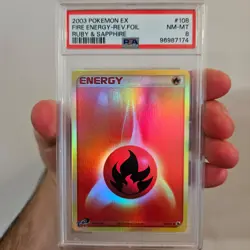 2003 POKEMON EX #108
FIRE ENERGY-REV.FOIL NM-MT
RUBY & SAPPHIRE PSA 8
96987174
ENERGY